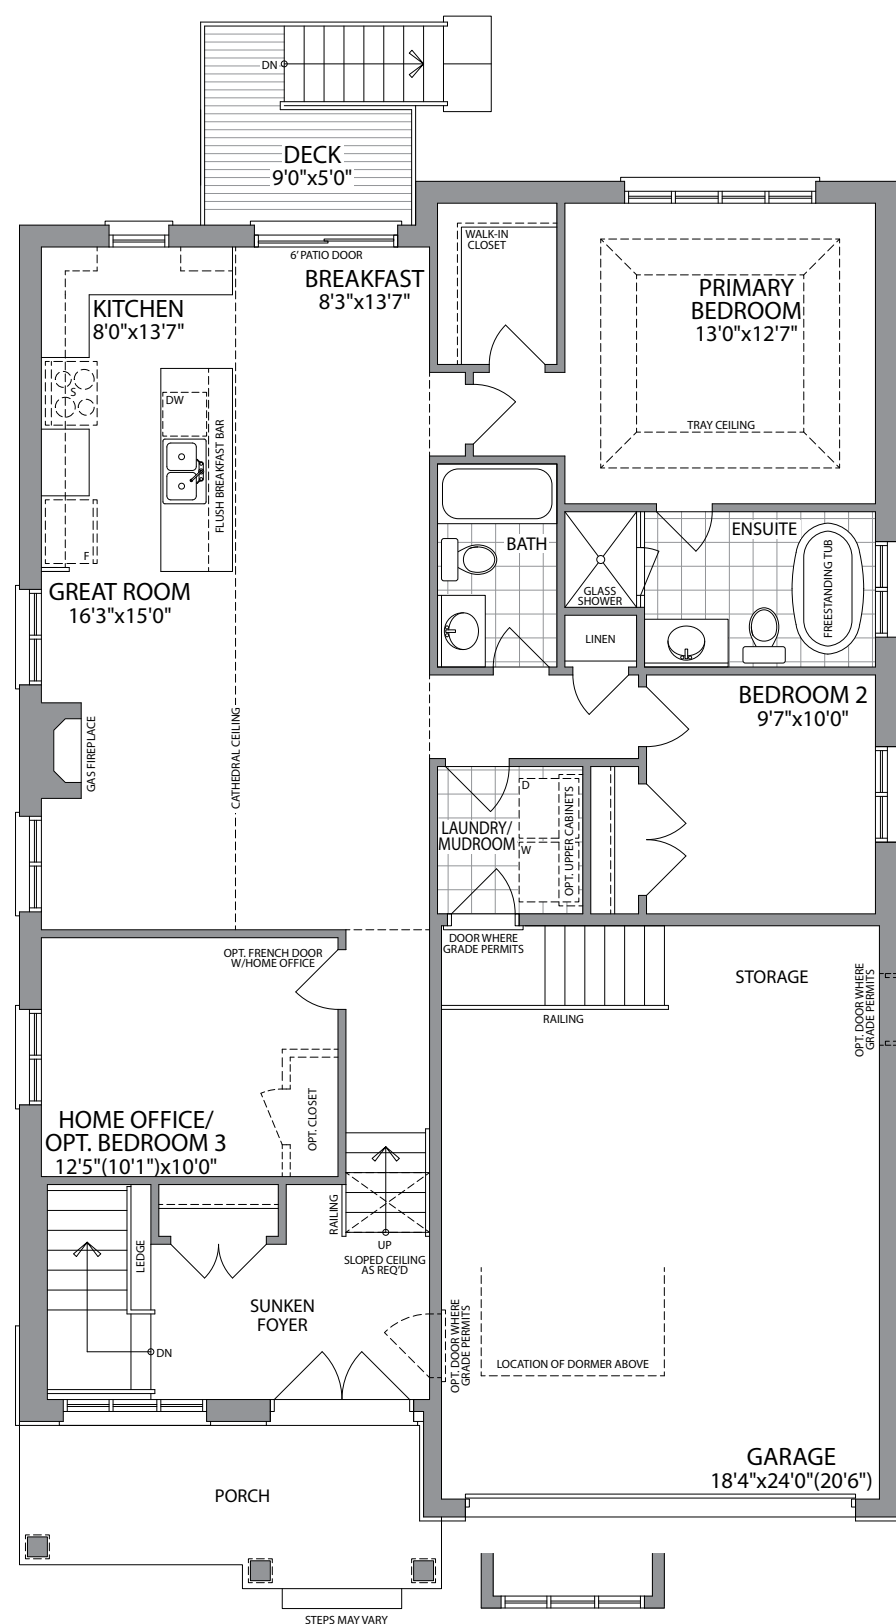 DN
DECK
9'0"x5'0"
6' PATIO DOOR
BREAKFAST
8'3"x13'7"
KITCHEN
8'0"x13'7"
WALK-IN
CLOSET
PRIMARY
BEDROOM
13'0"x12'7"
TRAY CEILING
S
DW
FLUSH BREAKFAST BAR
F
BATH
ENSUITE
GLASS
SHOWER
FREESTANDING TUB
LINEN
GREAT ROOM
16'3"x15'0"
GAS FIREPLACE
CATHEDRAL CEILING
BEDROOM 2
9'7"x10'0"
D
LAUNDRY/
MUDROOM
W
OPT. UPPER CABINETS
DOOR WHERE
GRADE PERMITS
RAILING
STORAGE
OPT. DOOR WHERE
GRADE PERMITS
OPT. FRENCH DOOR
W/HOME OFFICE
OPT. CLOSET
HOME OFFICE/
OPT. BEDROOM 3
12'5"(10'1")x10'0"
RAILING
UP
SLOPED CEILING
AS REQ'D
LEDGE
DN
SUNKEN
FOYER
OPT. DOOR WHERE
GRADE PERMITS
LOCATION OF DORMER ABOVE
GARAGE
18'4"x24'0"(20'6")
PORCH
STEPS MAY VARY